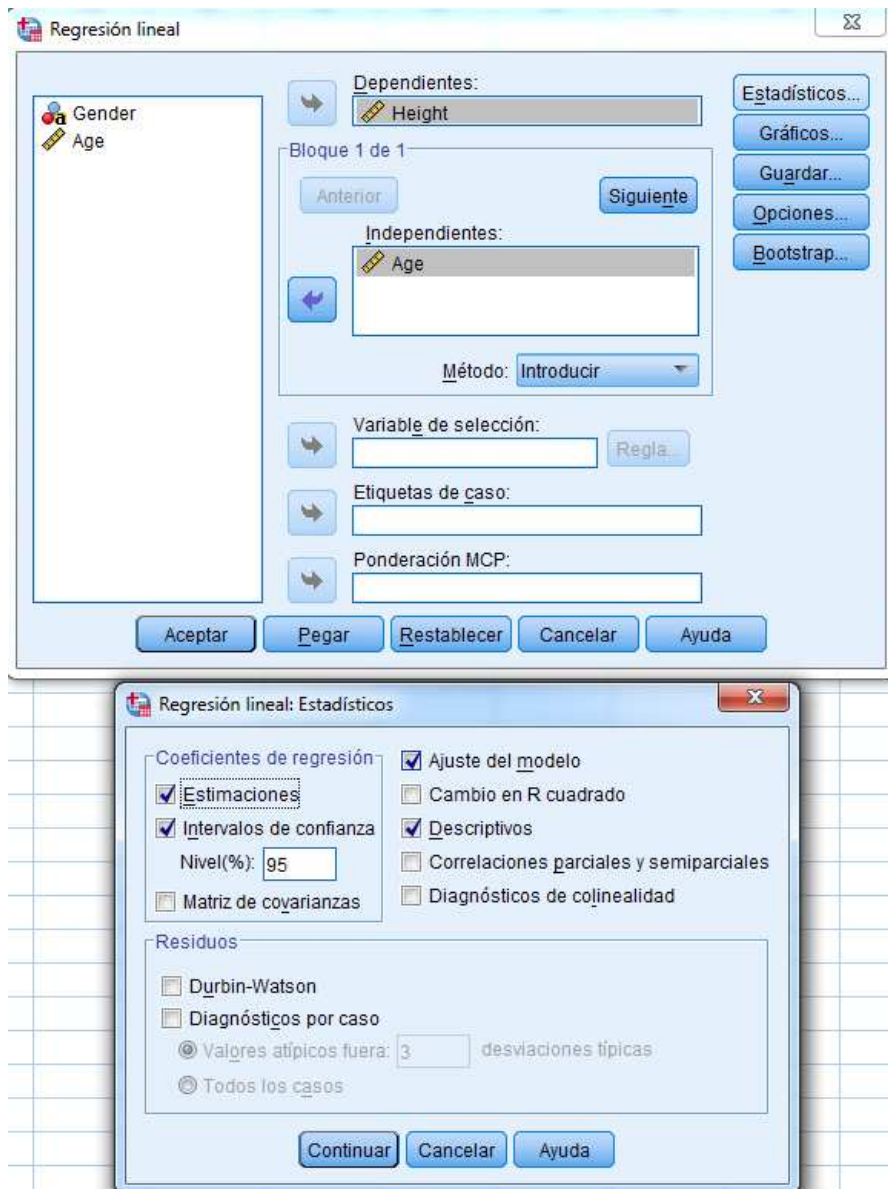 Regresión lineal
Gender
Age
Dependientes:
Height
Bloque 1 de 1
Anterior
Siguiente
Independientes:
Age
Método: Introducir
Variable de selección:
Regla...
Etiquetas de caso:
Ponderación MCP:
Estadísticos...
Gráficos...
Guardar...
Opciones...
Bootstrap...
Aceptar Pegar Restablecer Cancelar Ayuda
Regresión lineal: Estadísticos
Coeficientes de regresión
Estimaciones
Intervalos de confianza
Nivel(%): 95
Matriz de covarianzas
Ajuste del modelo
Cambio en R cuadrado
Descriptivos
Correlaciones parciales y semiparciales
Diagnósticos de colinealidad
Residuos
Durbin-Watson
Diagnósticos por caso
Valores atípicos fuera: 3 desviaciones típicas
Todos los casos
Continuar Cancelar Ayuda